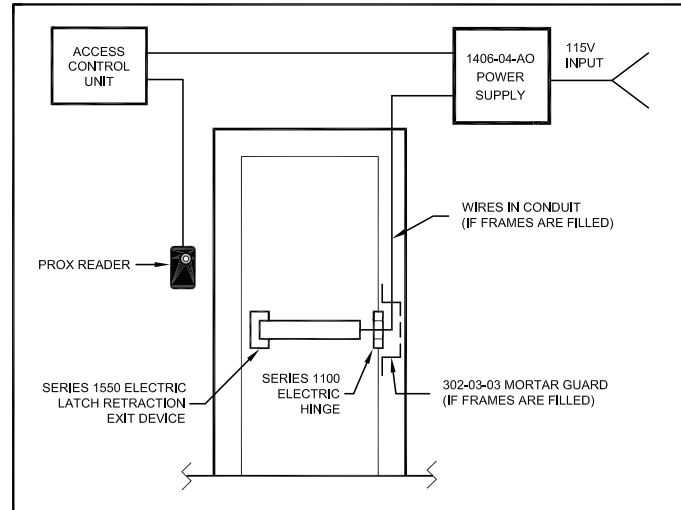 ACCESS
CONTROL
UNIT
1406-04-AO
POWER
SUPPLY
115V
INPUT
WIRES IN CONDUIT
(IF FRAMES ARE FILLED)
PROX READER
SERIES 1550 ELECTRIC
LATCH RETRACTION
EXIT DEVICE
SERIES 1100
ELECTRIC
HINGE
302-03-03 MORTAR GUARD
(IF FRAMES ARE FILLED)